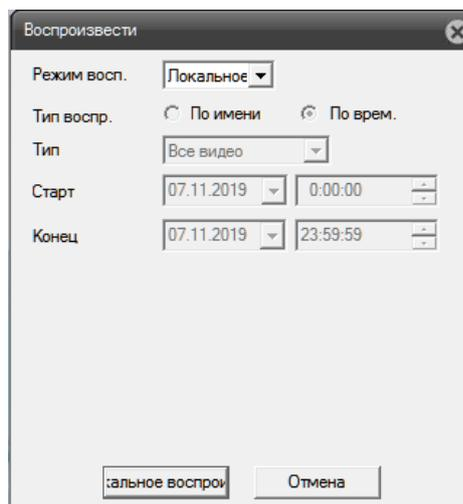 Воспроизвести
Режим восп. Локальное
Тип воспр. По имени По врем.
Тип Все видео
Старт 07.11.2019 0:00:00
Конец 07.11.2019 23:59:59
кальное воспрои Отмена